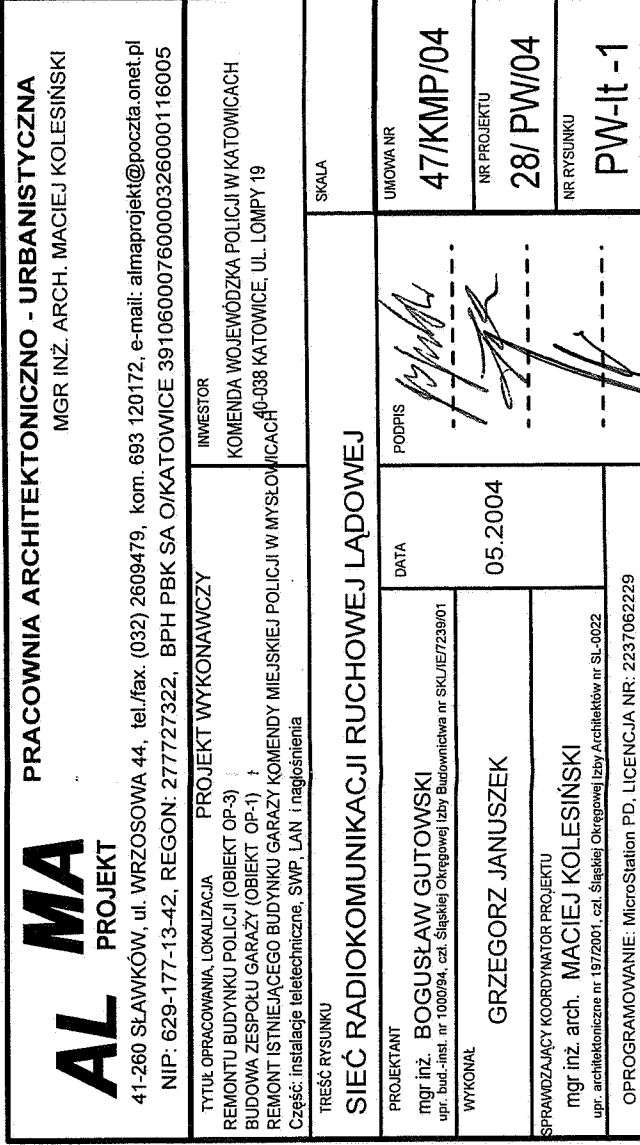 AL MA
PROJEKT
PRACOWNIA ARCHITEKTONICZNO - URBANISTYCZNA
MGR INŻ. ARCH. MACIEJ KOLESIŃSKI
41-260 SŁAWKÓW, ul. WRZOSOWA 44, tel./fax. (032) 2609479, kom. 693 120172, e-mail: almaprojekt@poczta.onet.pl
NIP: 629-177-13-42, REGON: 277727322, BPH PBK SA O/KATOWICE 391060007600000326000116005
TYTUŁ OPRACOWANIA, LOKALIZACJA
PROJEKT WYKONAWCZY
REMONTU BUDYNKU POLICJI (OBIEKT OP-3)
BUDOWA ZESPOŁU GARAŻY (OBIEKT OP-1)
REMONT ISTNIEJĄCEGO BUDYNKU GARAŻY KOMENDY MIEJSKIEJ POLICJI W MYSŁOWICACH
Część: instalacje teletechniczne, SWP, LAN i nagłośnienia
INWESTOR
KOMENDA WOJEWÓDZKA POLICJI W KATOWICACH
40-038 KATOWICE, UL. LOMPY 19
TREŚĆ RYSUNKU
SIEĆ RADIOKOMUNIKACJI RUCHOWEJ LĄDOWEJ
SKALA
PROJEKTANT
mgr inż. BOGUSŁAW GUTOWSKI
upr. bud.-inst. nr 1000/94, czł. Śląskiej Okręgowej Izby Budownictwa nr SKL/IE/7239/01
DATA
05.2004
PODPIS
UMOWA NR
47/KMP/04
WYKONAŁ
GRZEGORZ JANUSZEK
NR PROJEKTU
28/ PW/04
SPRAWDZAJĄCY KOORDYNATOR PROJEKTU
mgr inż. arch. MACIEJ KOLESIŃSKI
upr. architektoniczne nr 197/2001, czł. Śląskiej Okręgowej Izby Architektów nr SL-0022
NR RYSUNKU
PW-It -1
OPROGRAMOWANIE: MicroStation PD, LICENCJA NR: 2237062229